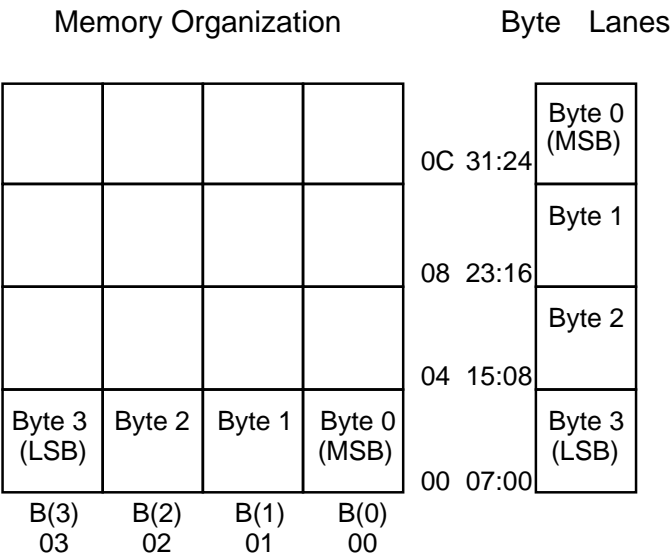 Memory Organization Byte Lanes
Byte 0
(MSB)
0C 31:24
Byte 1
08 23:16
Byte 2
04 15:08
Byte 3 Byte 2 Byte 1 Byte 0 Byte 3
(LSB) (MSB) (LSB)
00 07:00
B(3) B(2) B(1) B(0)
03 02 01 00